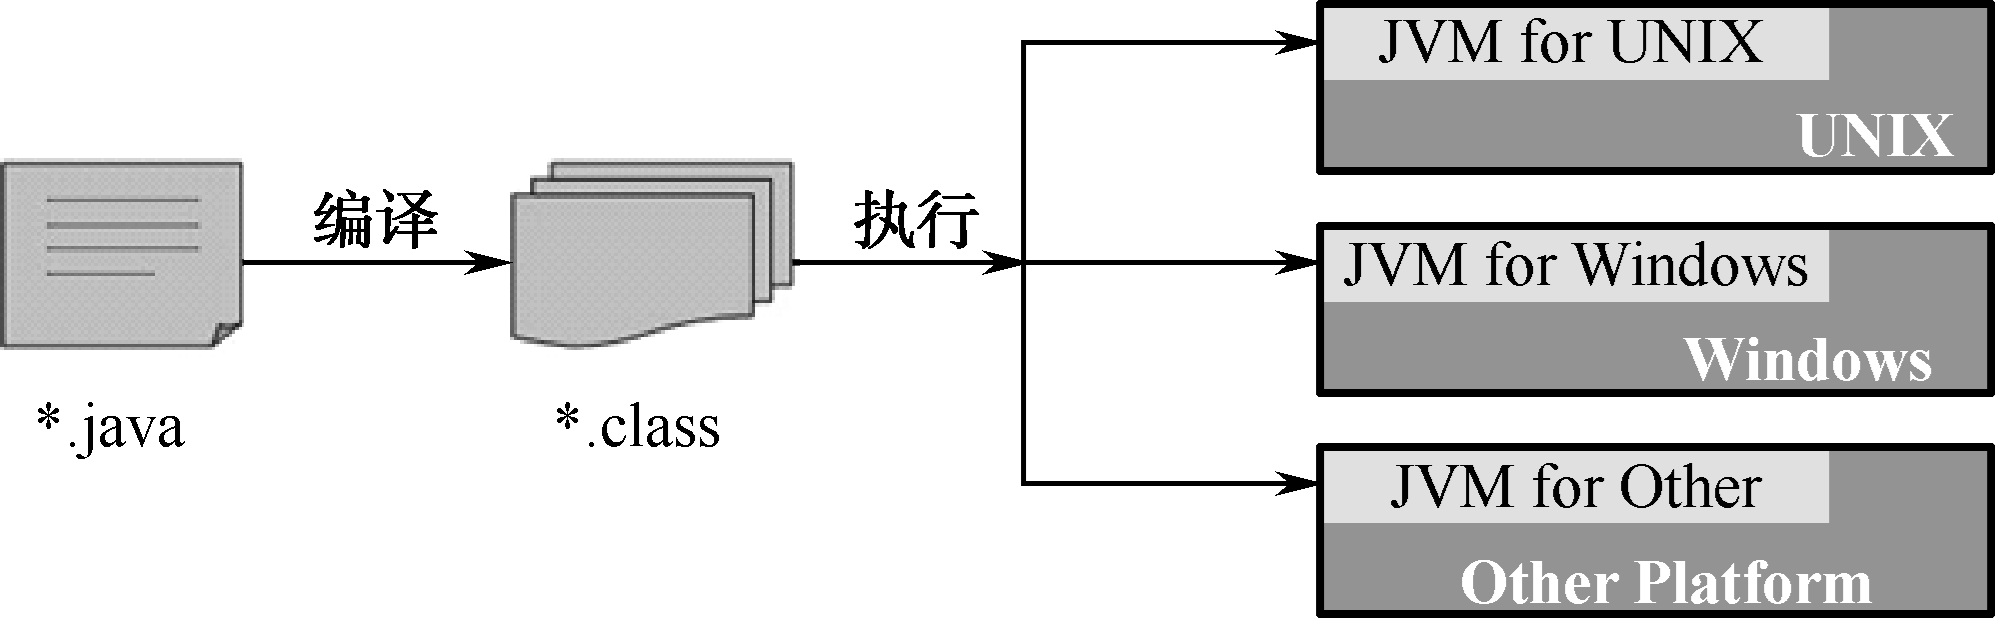 *.java
编译
*.class
执行
JVM for UNIX
UNIX
JVM for Windows
Windows
JVM for Other
Other Platform